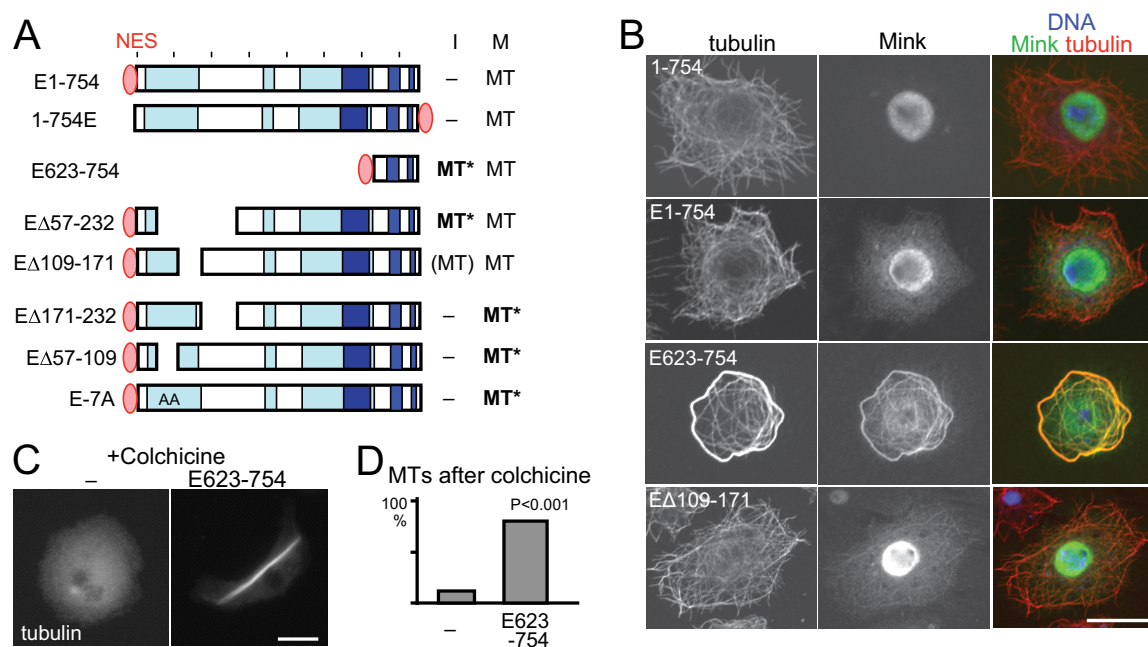 A
NES
I M
E1-754 – MT
1-754E – MT
E623-754 MT* MT
EΔ57-232 MT* MT
EΔ109-171 (MT) MT
EΔ171-232 – MT*
EΔ57-109 – MT*
E-7A AA – MT*
B
DNA
tubulin Mink Mink tubulin
1-754
E1-754
E623-754
EΔ109-171
C
+Colchicine
– E623-754
tubulin
D
MTs after colchicine
100
%
P<0.001
– E623
-754